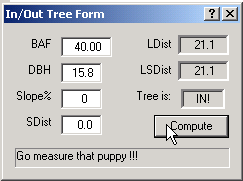 In/Out Tree Form
BAF 40.00 LDist 21.1
DBH 15.8 LSDist 21.1
Slope% 0 Tree is: IN!
SDist 0.0 Compute
Go measure that puppy !!!